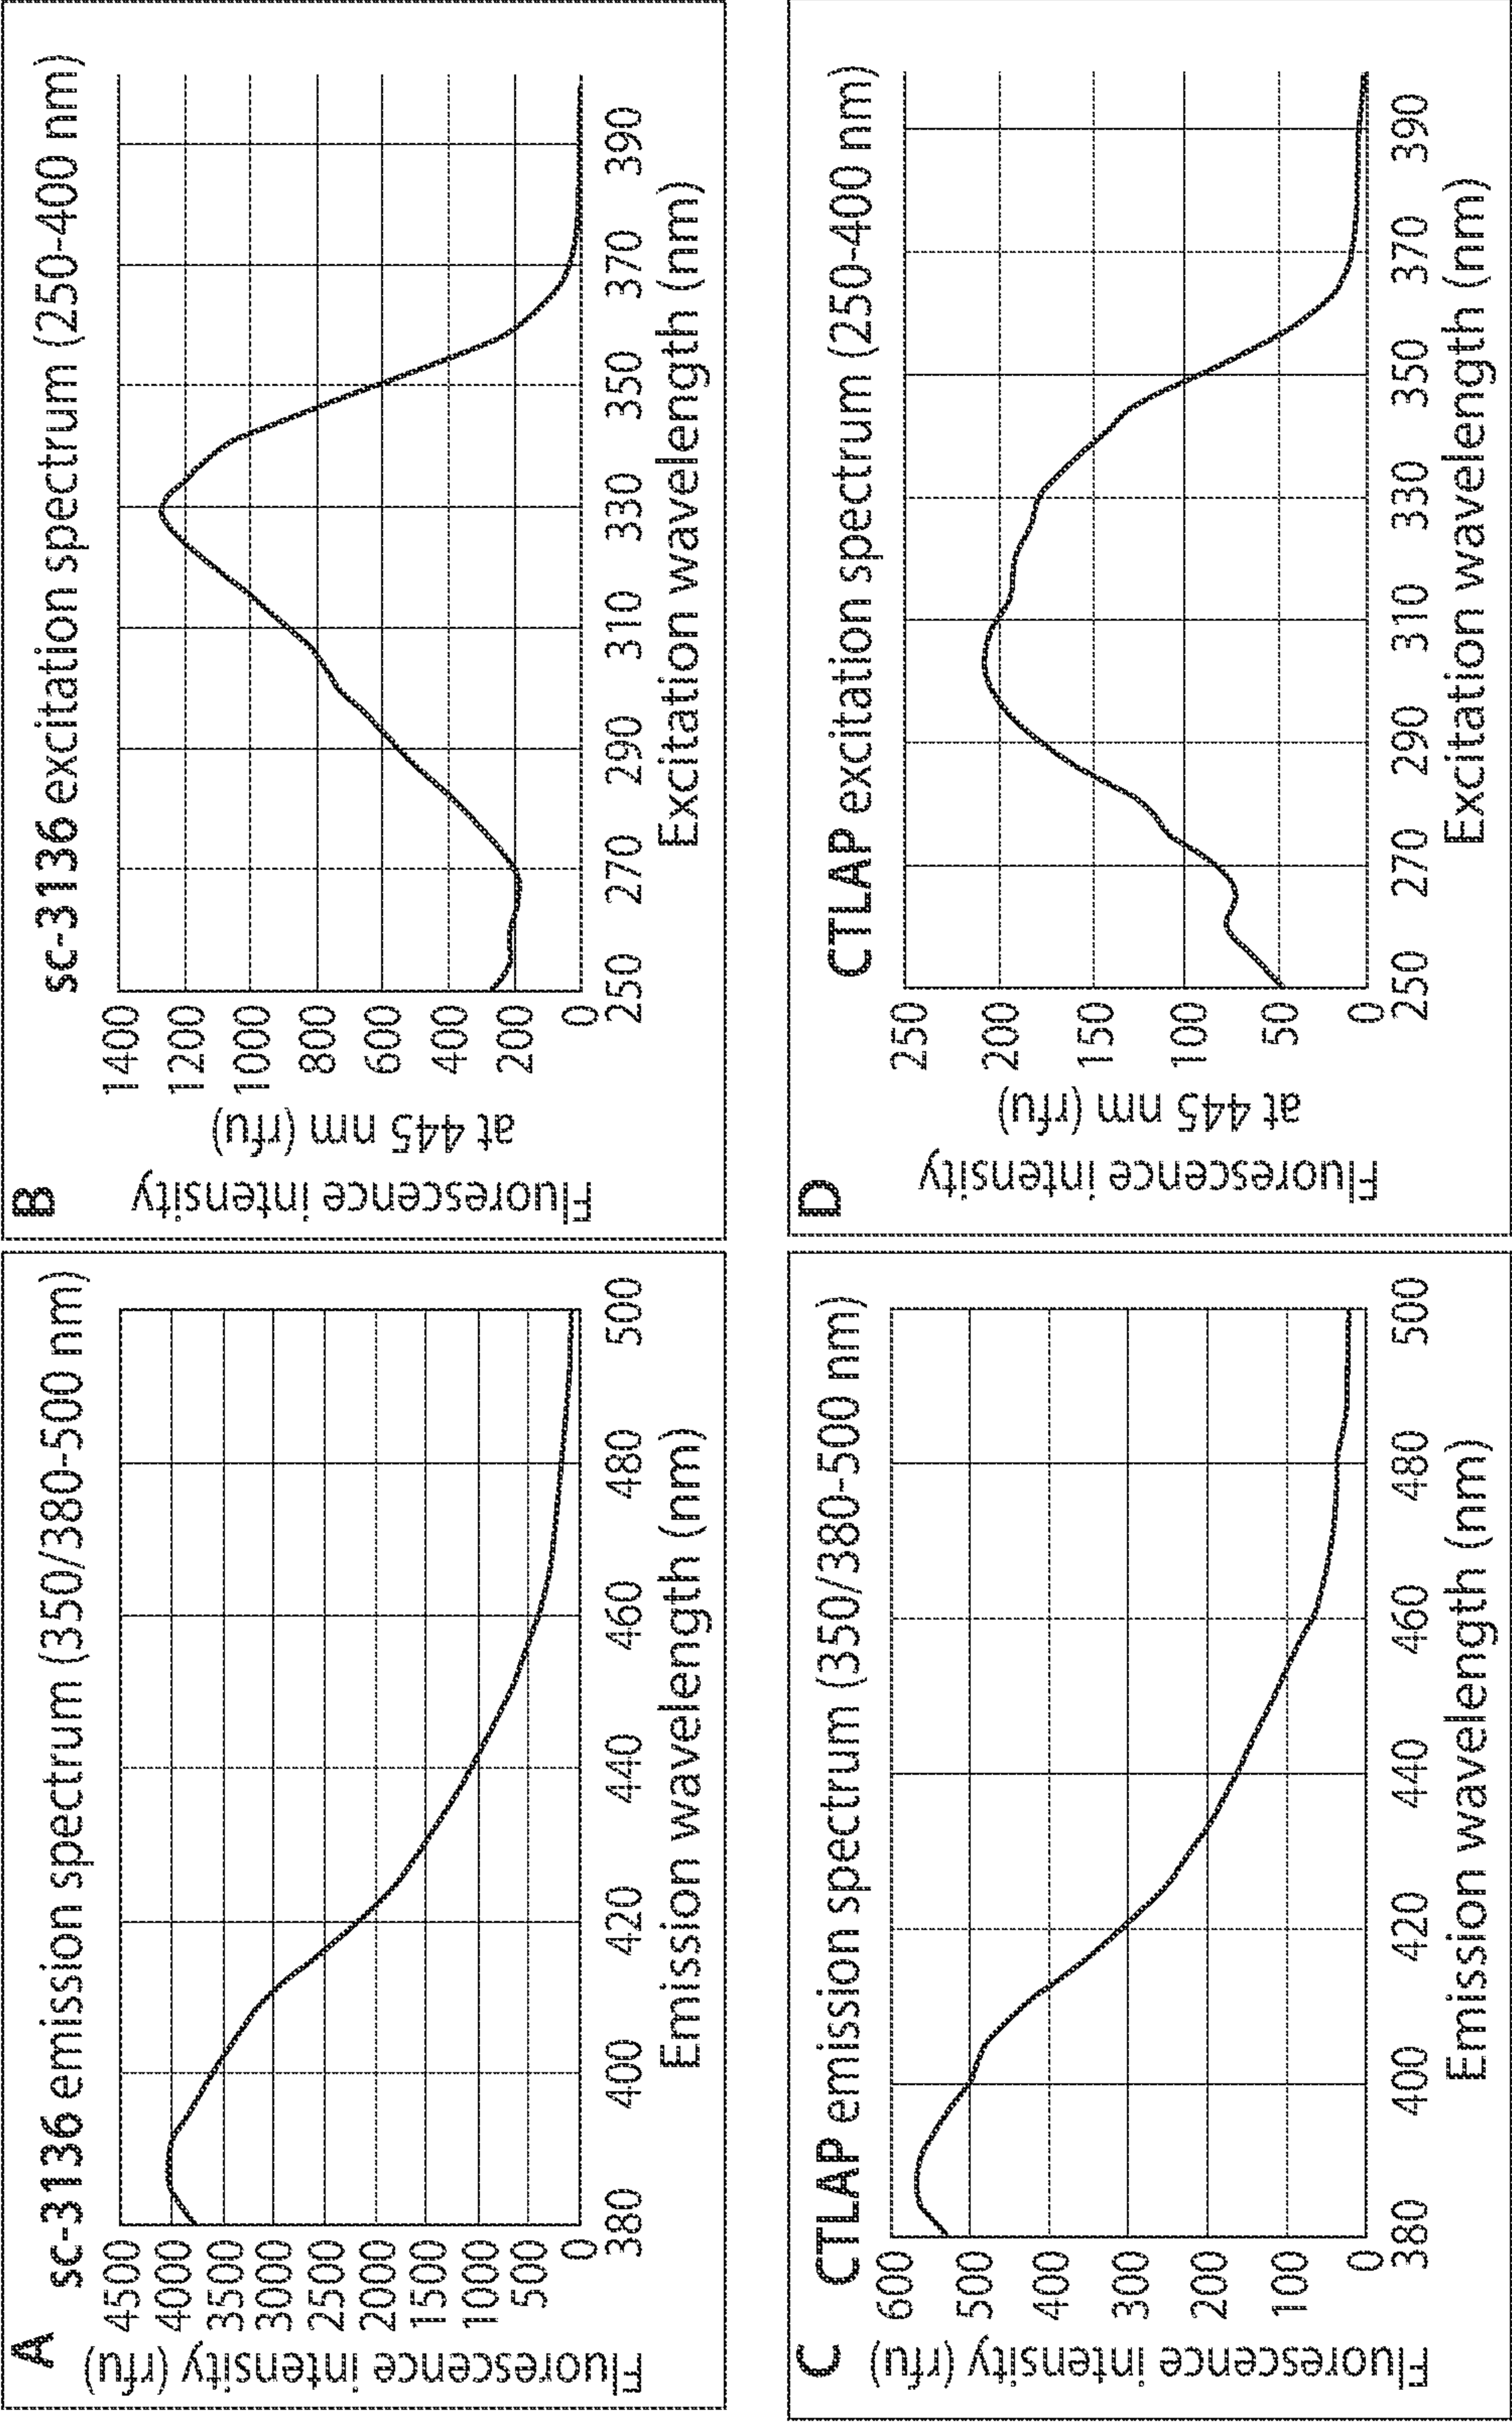 A
sc-3136 emission spectrum (350/380-500 nm)
Fluorescence intensity (rfu)
4500
4000
3500
3000
2500
2000
1500
1000
500
0
380 400 420 440 460 480 500
Emission wavelength (nm)
B
sc-3136 excitation spectrum (250-400 nm)
Fluorescence intensity
at 445 nm (rfu)
1400
1200
1000
800
600
400
200
0
250 270 290 310 330 350 370 390
Excitation wavelength (nm)
C
CTLAP emission spectrum (350/380-500 nm)
Fluorescence intensity (rfu)
600
500
400
300
200
100
0
380 400 420 440 460 480 500
Emission wavelength (nm)
D
CTLAP excitation spectrum (250-400 nm)
Fluorescence intensity
at 445 nm (rfu)
250
200
150
100
50
0
250 270 290 310 330 350 370 390
Excitation wavelength (nm)